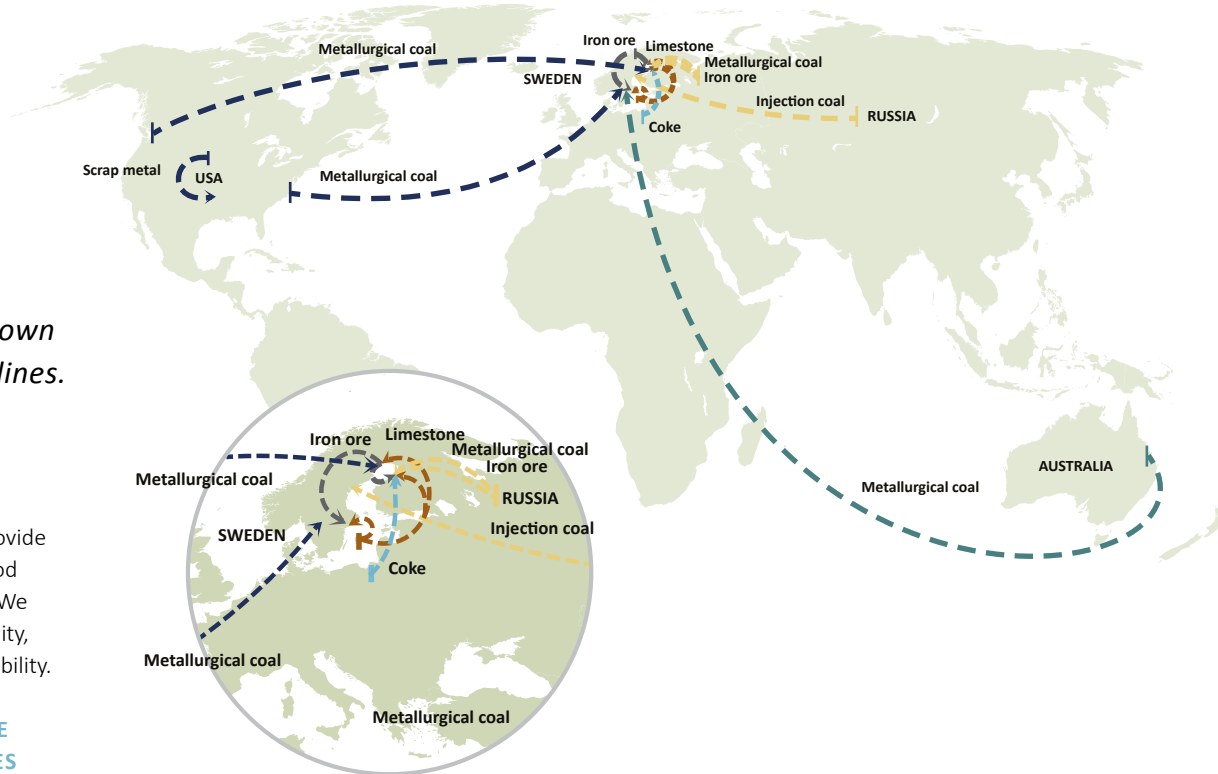 Iron ore
Limestone
Metallurgical coal
Metallurgical coal
SWEDEN
Iron ore
Injection coal
RUSSIA
Coke
Scrap metal
USA
Metallurgical coal
own
lines.
AUSTRALIA
Metallurgical coal
Iron ore
Limestone
Metallurgical coal
Iron ore
Metallurgical coal
RUSSIA
Injection coal
SWEDEN
ovide
od
Coke
We
ity,
Metallurgical coal
bility.
Metallurgical coal
E
ES